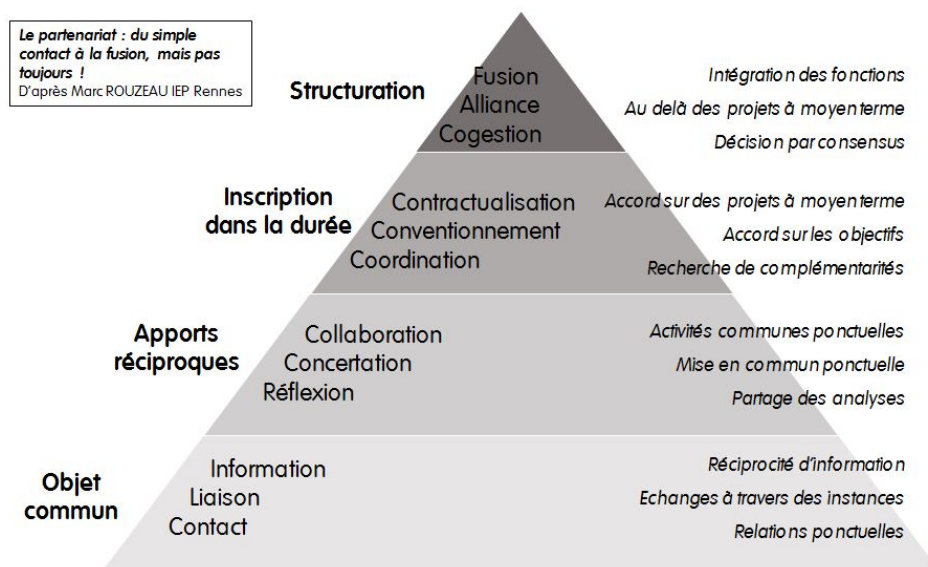 Le partenariat : du simple
contact à la fusion, mais pas
toujours !
D'après Marc ROUZEAU IEP Rennes
Structuration
Fusion
Alliance
Cogestion
Intégration des fonctions
Au delà des projets à moyen terme
Décision par consensus
Inscription
dans la durée
Contractualisation
Conventionnement
Coordination
Accord sur des projets à moyen terme
Accord sur les objectifs
Recherche de complémentarités
Apports
réciproques
Collaboration
Concertation
Réflexion
Activités communes ponctuelles
Mise en commun ponctuelle
Partage des analyses
Objet
commun
Information
Liaison
Contact
Réciprocité d'information
Echanges à travers des instances
Relations ponctuelles